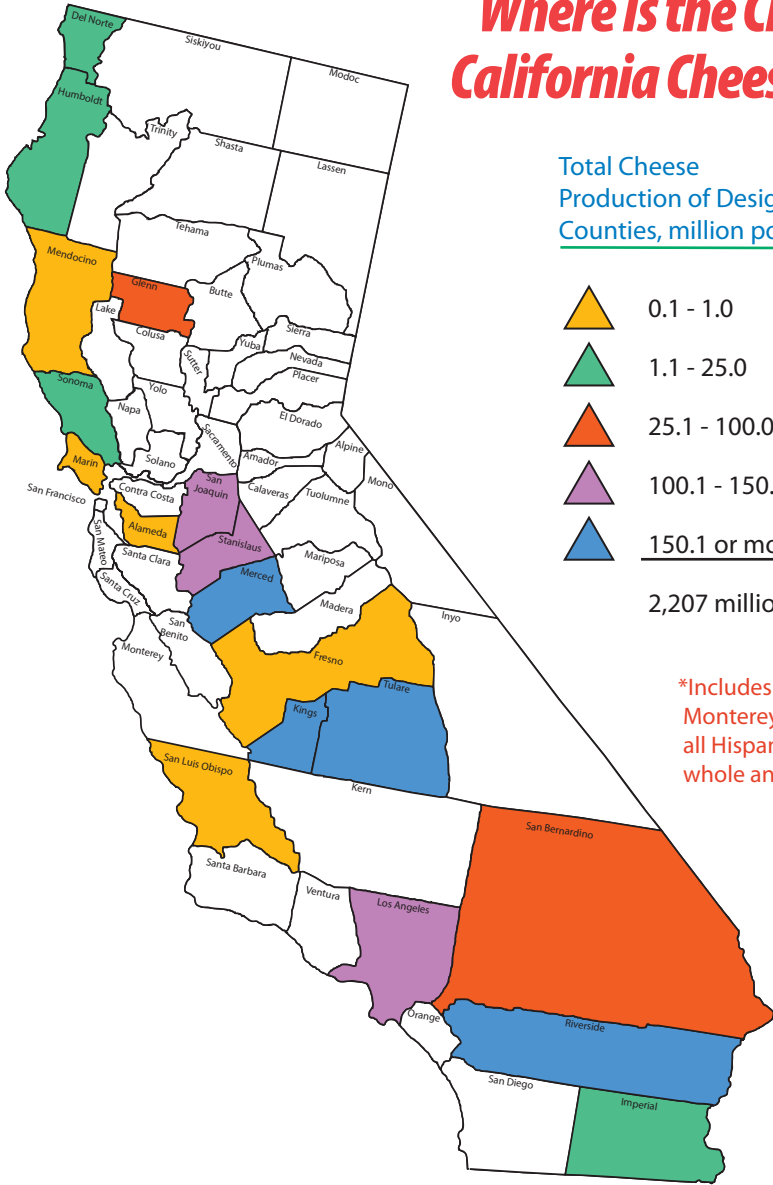 Where Is the C
California Chees
Total Cheese
Production of Desig
Counties, million po
0.1 - 1.0
1.1 - 25.0
25.1 - 100.0
100.1 - 150.
150.1 or mo
2,207 millio
*Includes
Monterey
all Hispan
whole an
Del Norte
Siskiyou
Modoc
Humboldt
Trinity
Shasta
Lassen
Tehama
Plumas
Mendocino
Glenn
Butte
Lake
Colusa
Sierra
Yuba
Sutter
Nevada
Placer
Sonoma
Yolo
Napa
El Dorado
Sacramento
Solano
Amador
Alpine
Marin
Mono
San Francisco
Contra Costa
San
Joaquin
Calaveras
Tuolumne
Alameda
San Mateo
Santa Clara
Stanislaus
Mariposa
Santa Cruz
Merced
Madera
San
Benito
Inyo
Monterey
Fresno
Tulare
Kings
San Luis Obispo
Kern
San Bernardino
Santa Barbara
Ventura
Los Angeles
Orange
Riverside
San Diego
Imperial